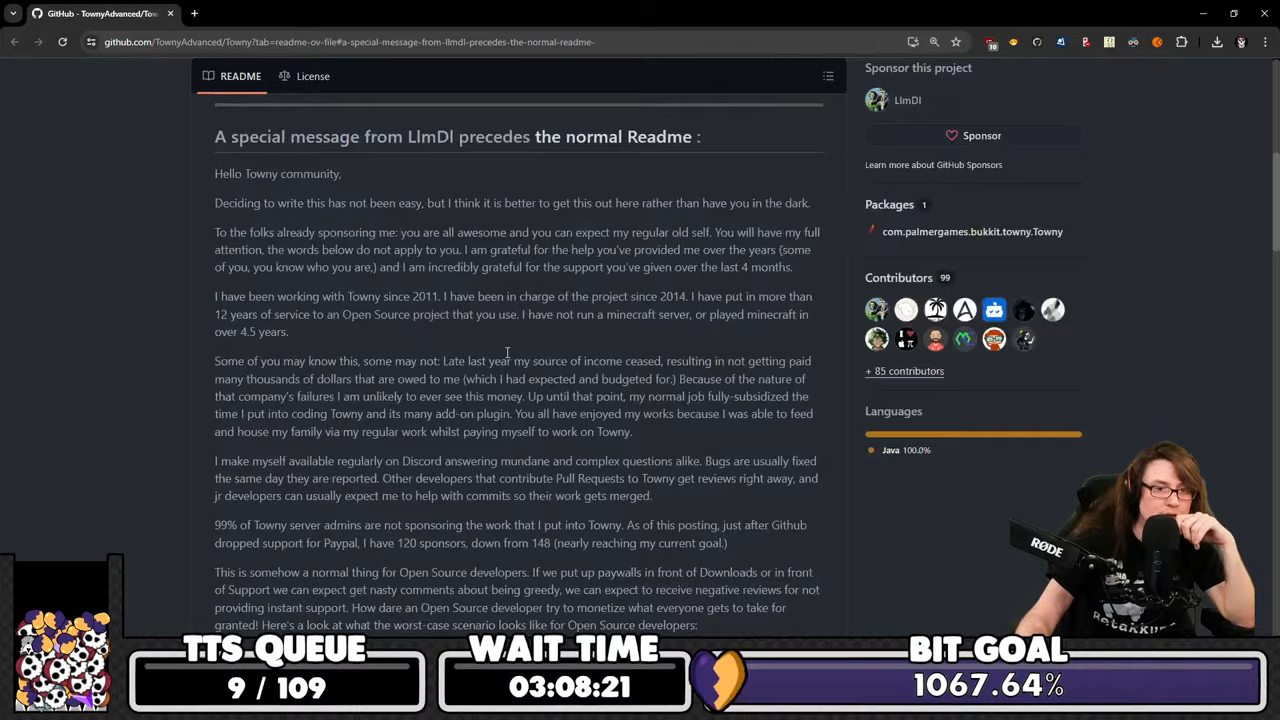 GitHub - TownyAdvanced/Tow
github.com/TownyAdvanced/Towny?tab=readme-ov-file#a-special-message-from-llmdl-precedes-the-normal-readme-
10
README
License
Sponsor this project
LlmDl
Sponsor
Learn more about GitHub Sponsors
Packages 1
com.palmergames.bukkit.towny.Towny
Contributors 99
+ 85 contributors
Languages
Java 100.0%
A special message from LlmDl precedes the normal Readme :
Hello Towny community,
Deciding to write this has not been easy, but I think it is better to get this out here rather than have you in the dark.
To the folks already sponsoring me: you are all awesome and you can expect my regular old self. You will have my full
attention, the words below do not apply to you. I am grateful for the help you've provided me over the years (some
of you, you know who you are,) and I am incredibly grateful for the support you've given over the last 4 months.
I have been working with Towny since 2011. I have been in charge of the project since 2014. I have put in more than
12 years of service to an Open Source project that you use. I have not run a minecraft server, or played minecraft in
over 4.5 years.
Some of you may know this, some may not: Late last year my source of income ceased, resulting in not getting paid
many thousands of dollars that are owed to me (which I had expected and budgeted for.) Because of the nature of
that company's failures I am unlikely to ever see this money. Up until that point, my normal job fully-subsidized the
time I put into coding Towny and its many add-on plugin. You all have enjoyed my works because I was able to feed
and house my family via my regular work whilst paying myself to work on Towny.
I make myself available regularly on Discord answering mundane and complex questions alike. Bugs are usually fixed
the same day they are reported. Other developers that contribute Pull Requests to Towny get reviews right away, and
jr developers can usually expect me to help with commits so their work gets merged.
99% of Towny server admins are not sponsoring the work that I put into Towny. As of this posting, just after Github
dropped support for Paypal, I have 120 sponsors, down from 148 (nearly reaching my current goal.)
This is somehow a normal thing for Open Source developers. If we put up paywalls in front of Downloads or in front
of Support we can expect get nasty comments about being greedy, we can expect to receive negative reviews for not
providing instant support. How dare an Open Source developer try to monetize what everyone gets to take for
granted! Here's a look at what the worst-case scenario looks like for Open Source developers:
RØDE
TTS QUEUE
9 / 109
WAIT TIME
03:08:21
BIT GOAL
1067.64%